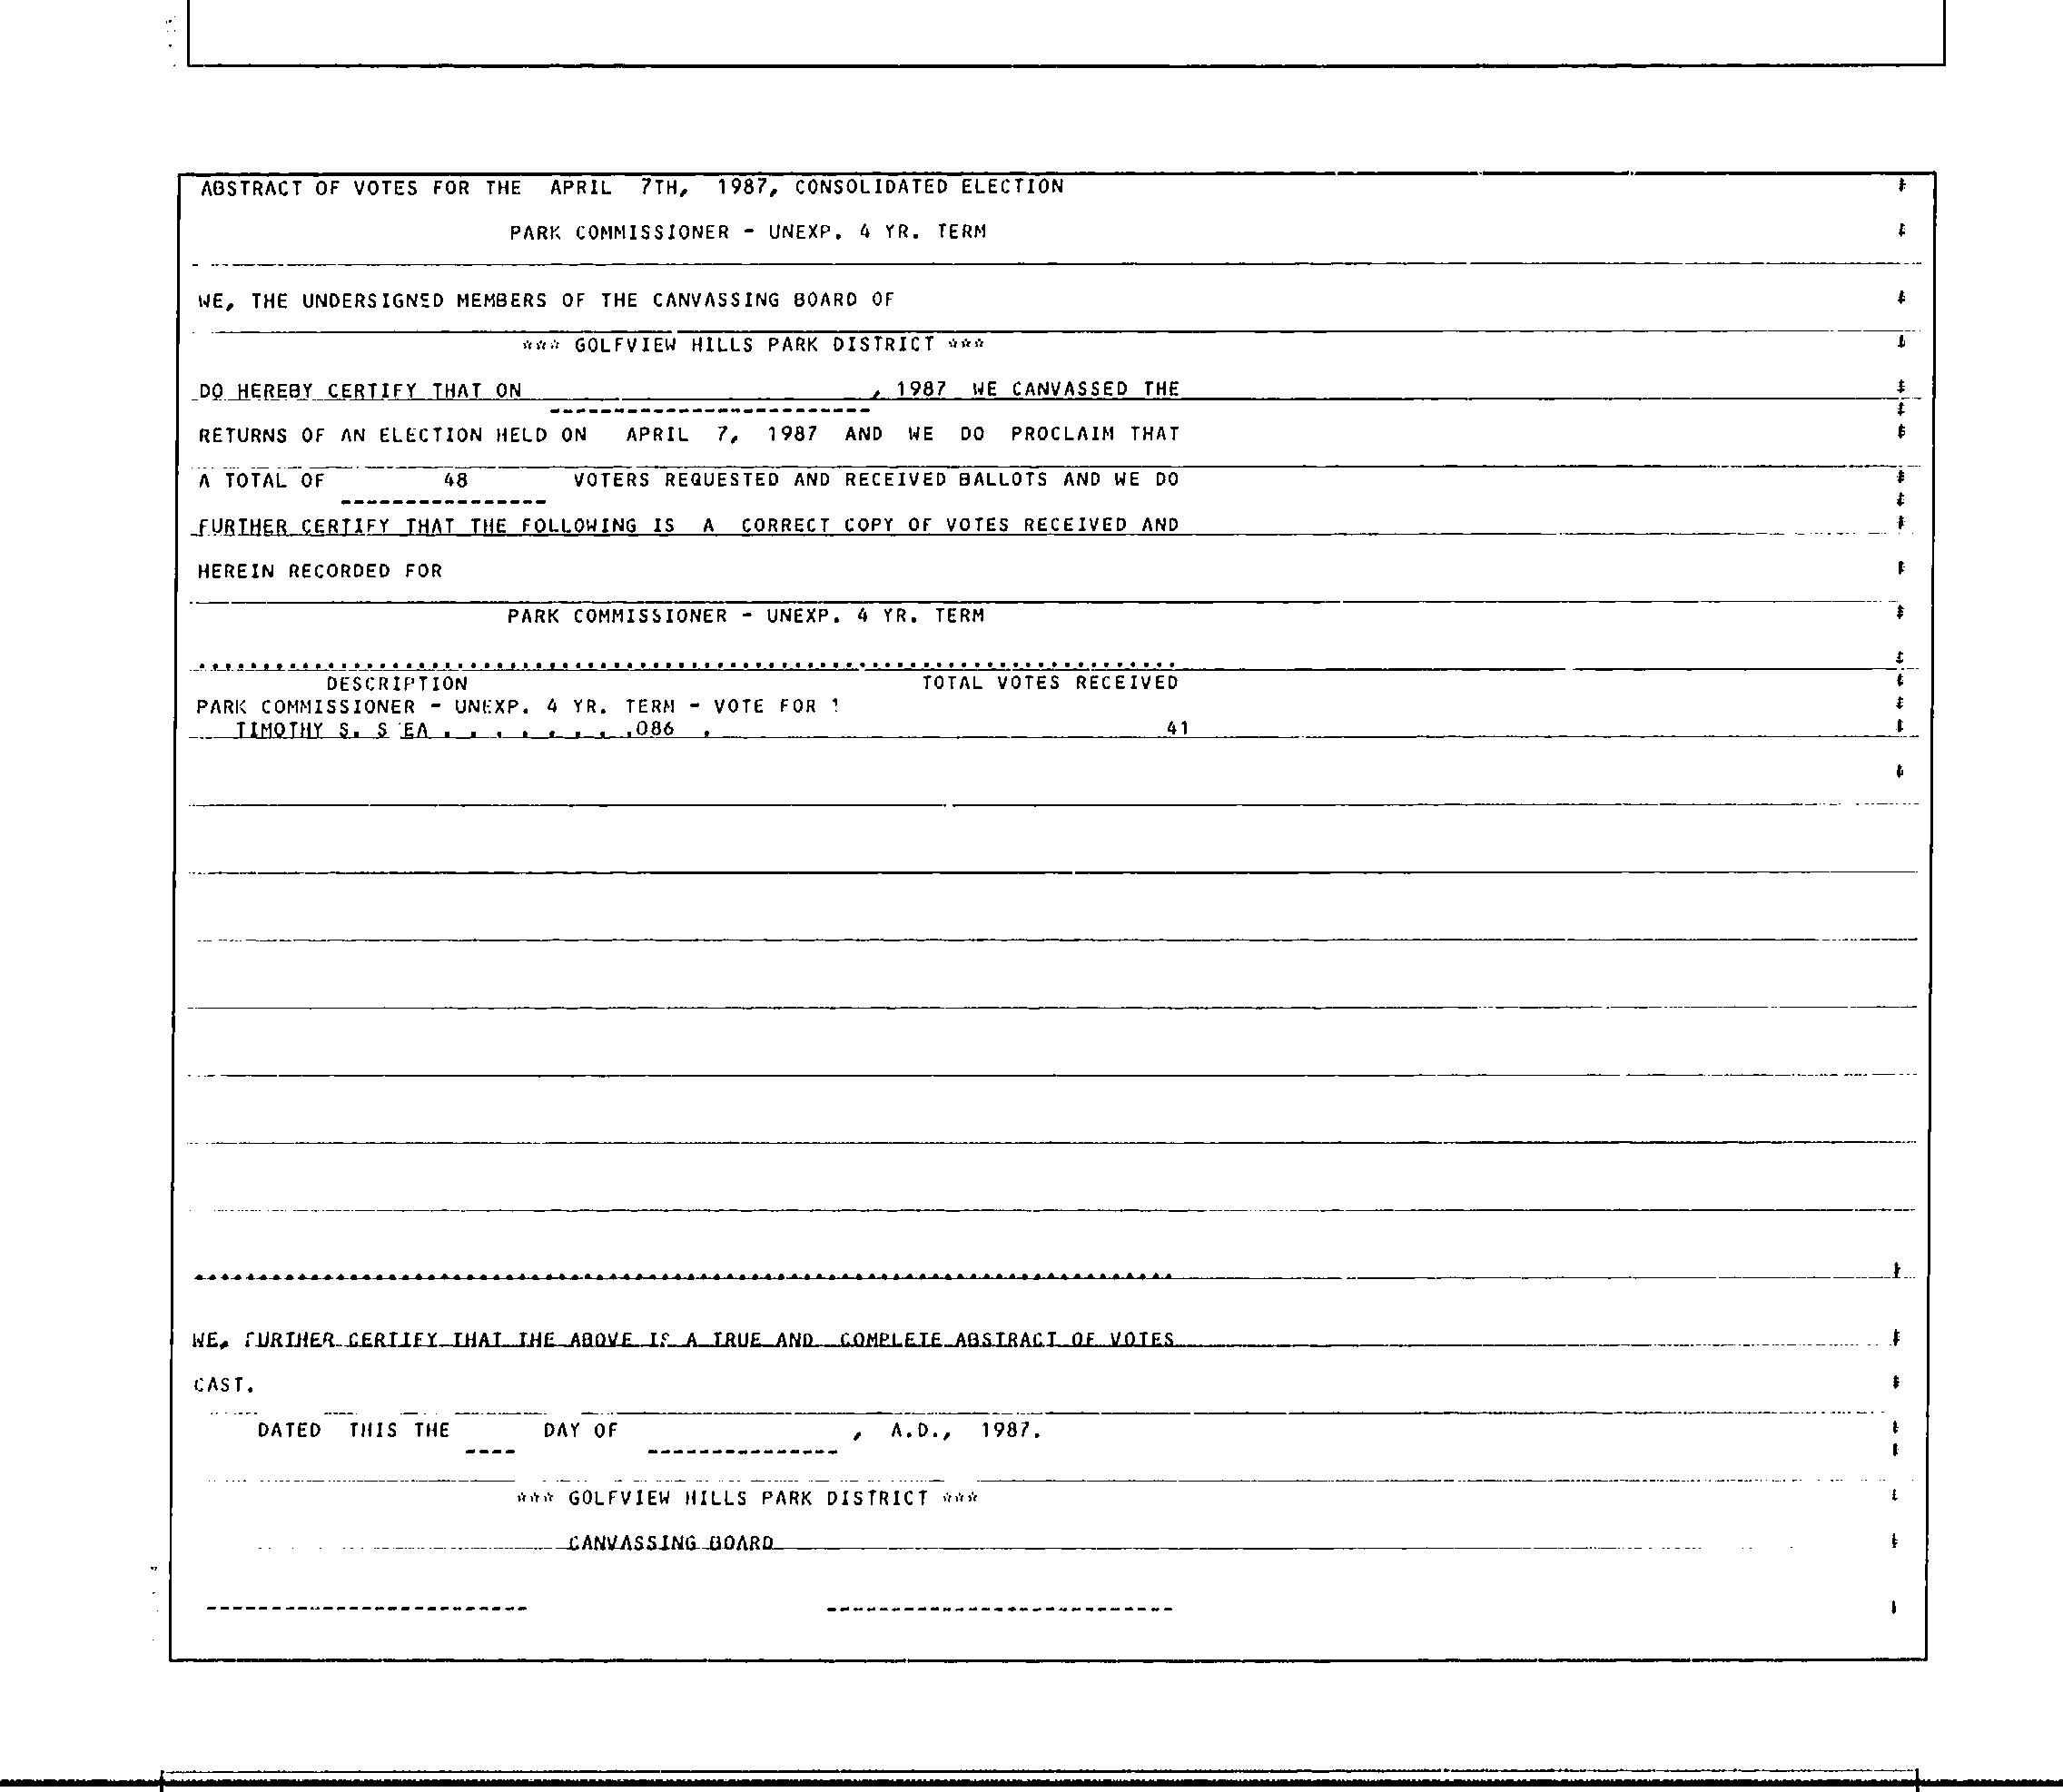 ABSTRACT OF VOTES FOR THE APRIL 7TH, 1987, CONSOLIDATED ELECTION
PARK COMMISSIONER - UNEXP. 4 YR. TERM
WE, THE UNDERSIGNED MEMBERS OF THE CANVASSING BOARD OF
*** GOLFVIEW HILLS PARK DISTRICT ***
DO HEREBY CERTIFY THAT ON , 1987 WE CANVASSED THE
RETURNS OF AN ELECTION HELD ON APRIL 7, 1987 AND WE DO PROCLAIM THAT
A TOTAL OF 48 VOTERS REQUESTED AND RECEIVED BALLOTS AND WE DO
FURTHER CERTIFY THAT THE FOLLOWING IS A CORRECT COPY OF VOTES RECEIVED AND
HEREIN RECORDED FOR
PARK COMMISSIONER - UNEXP. 4 YR. TERM
DESCRIPTION TOTAL VOTES RECEIVED
PARK COMMISSIONER - UNEXP. 4 YR. TERM - VOTE FOR 1
TIMOTHY S. . . . . . . . .086 . 41
WE, FURTHER CERTIFY THAT THE ABOVE IS A TRUE AND COMPLETE ABSTRACT OF VOTES
CAST.
DATED THIS THE ---- DAY OF --------------- , A.D., 1987.
*** GOLFVIEW HILLS PARK DISTRICT ***
CANVASSING BOARD